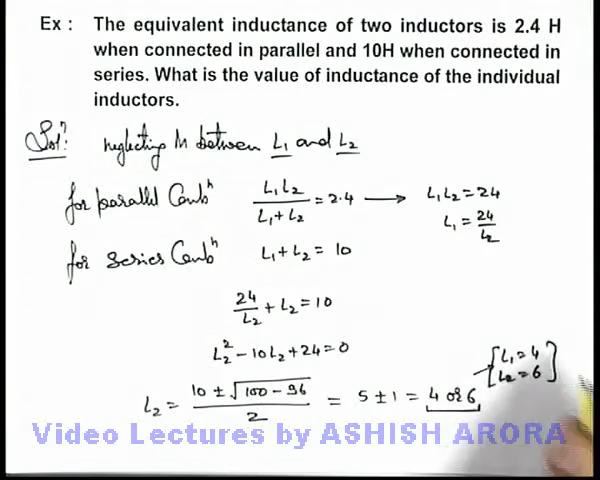 Ex : The equivalent inductance of two inductors is 2.4 H
when connected in parallel and 10H when connected in
series. What is the value of inductance of the individual
inductors.
Solⁿ: neglecting M between L₁ and L₂
for parallel Combʰ L₁L₂/(L₁+L₂) = 2.4 ⟶ L₁L₂ = 24
L₁ = 24/L₂
for series Combʰ L₁ + L₂ = 10
24/L₂ + L₂ = 10
L₂² − 10L₂ + 24 = 0
L₂ = (10 ± √(100 − 96))/2 = 5 ± 1 = 4 or 6
[L₁ = 4
L₂ = 6]
Video Lectures by ASHISH ARORA